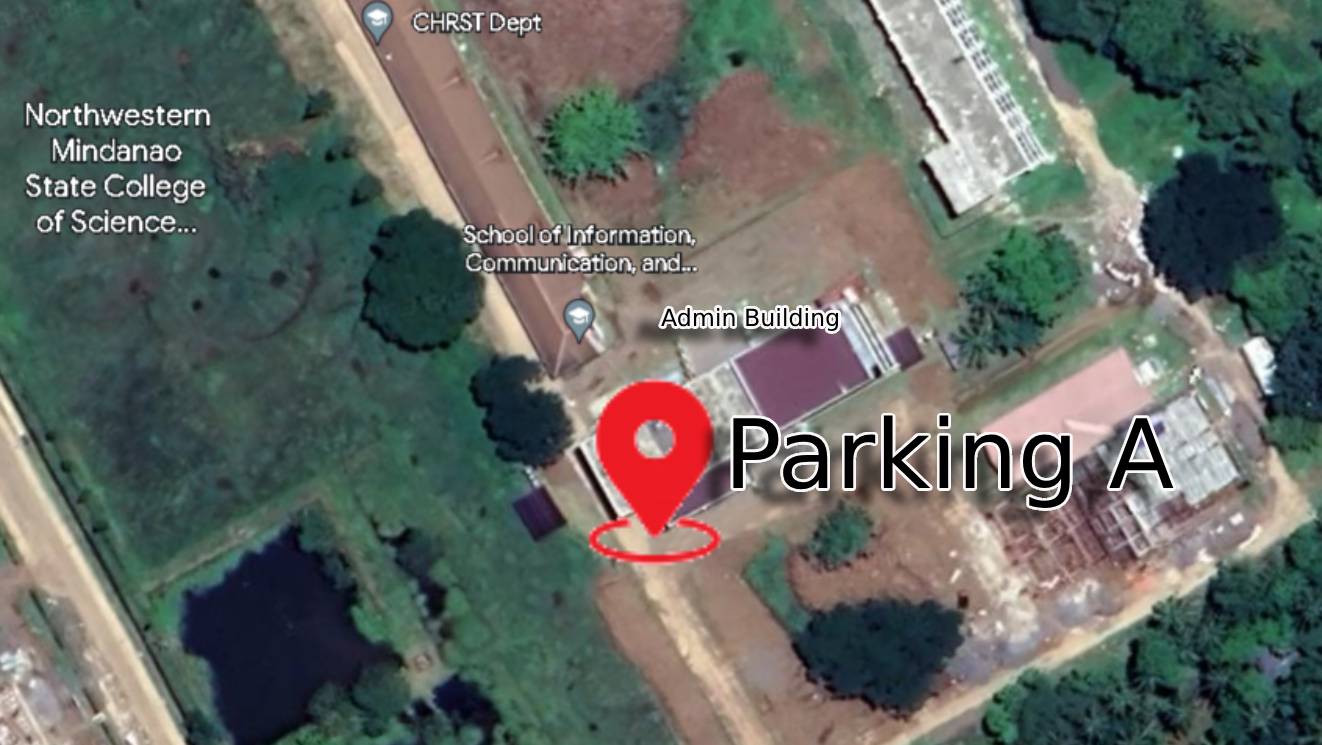 CHRST Dept
Northwestern
Mindanao
State College
of Science...
School of Information,
Communication, and...
Admin Building
Parking A